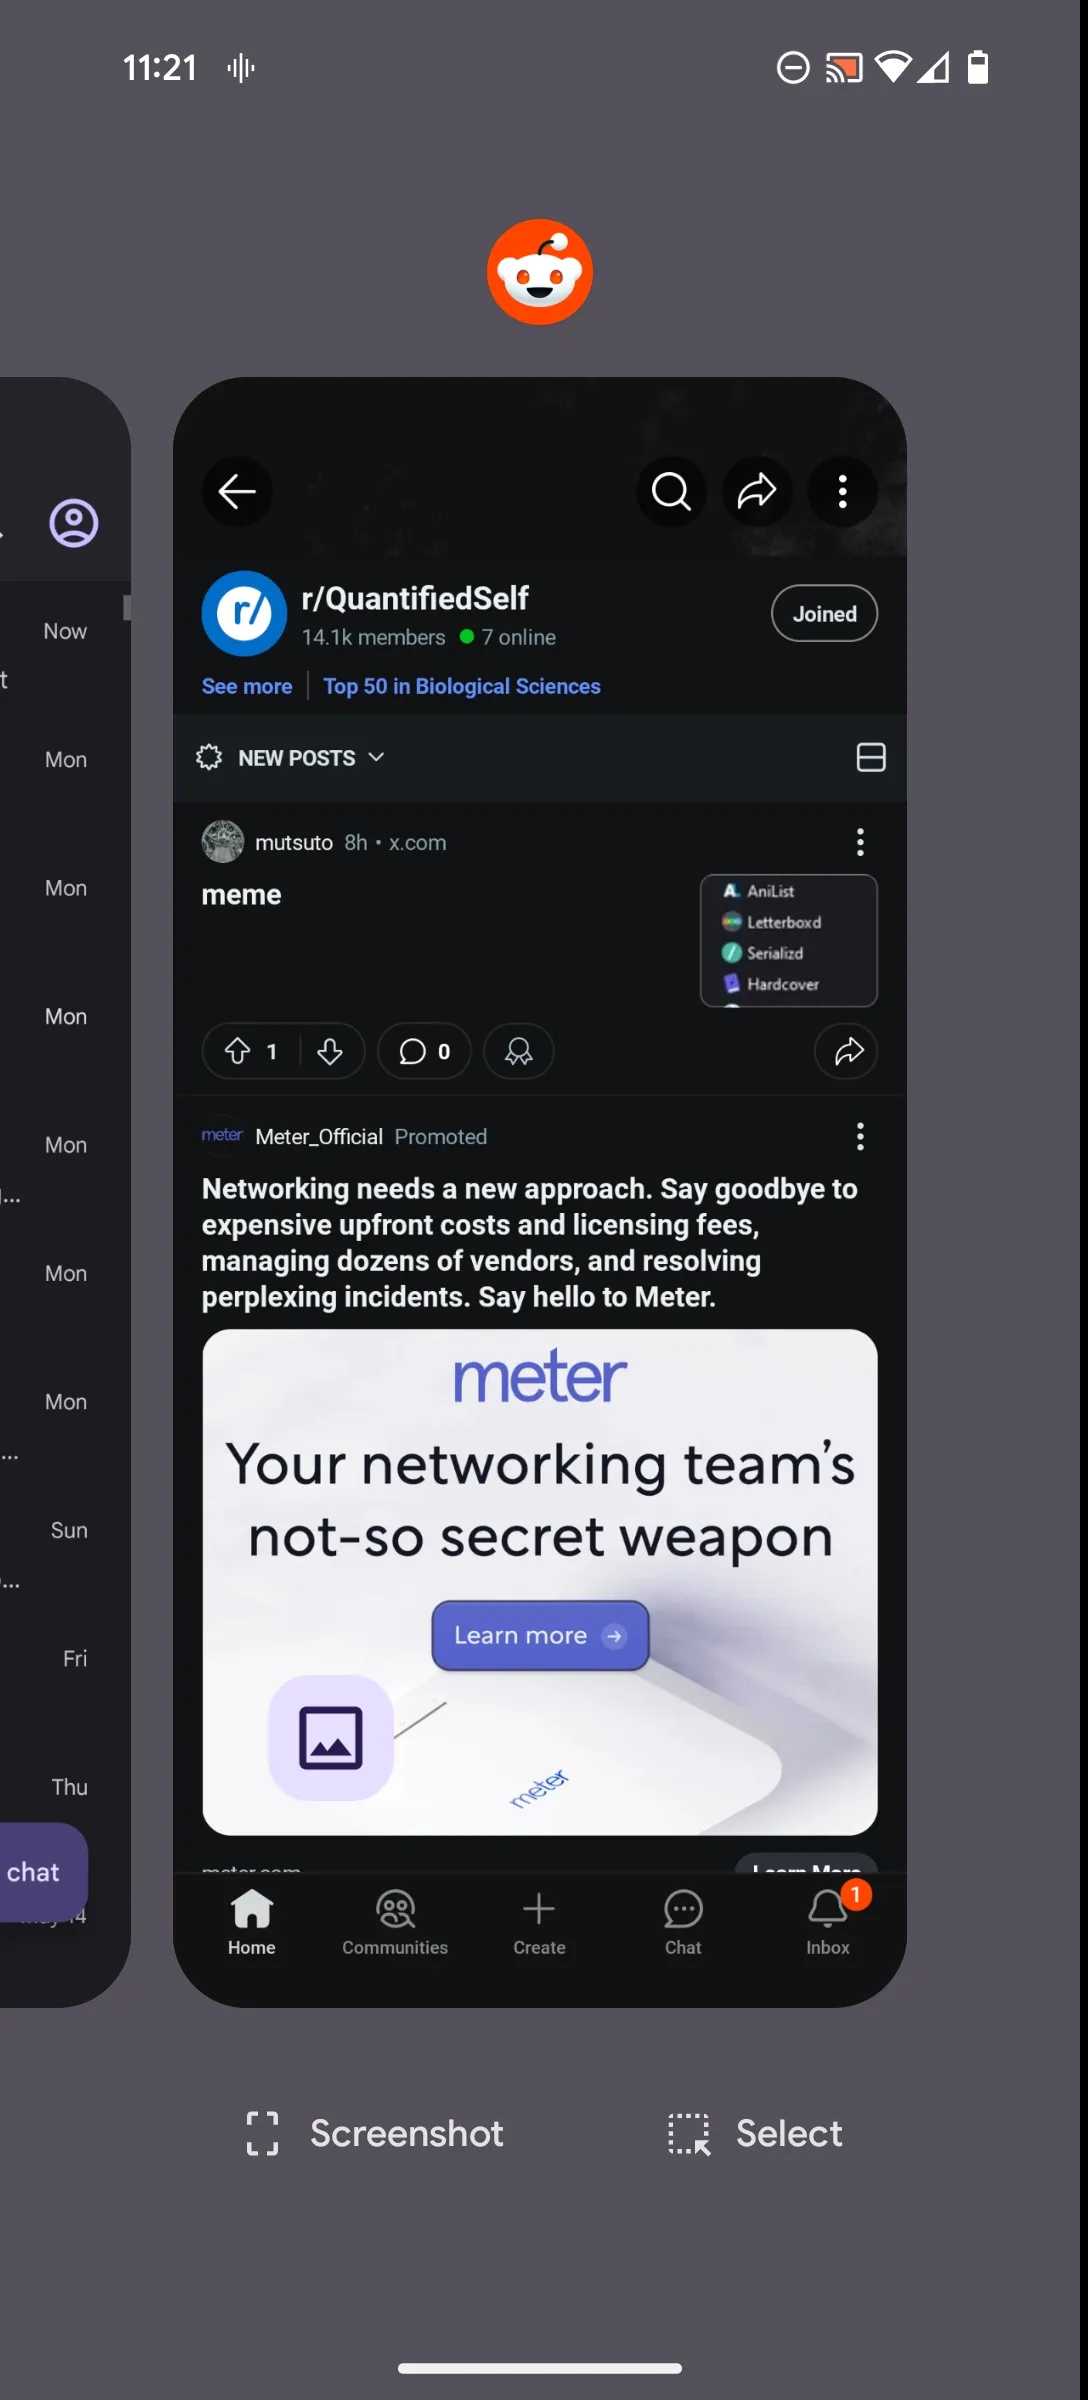 11:21
Now
t
Mon
Mon
Mon
Mon
Mon
Mon
Sun
Fri
Thu
chat
r/QuantifiedSelf
Joined
14.1k members 7 online
See more Top 50 in Biological Sciences
NEW POSTS
mutsuto 8h • x.com
meme
AniList
Letterboxd
Serializd
Hardcover
1 0
meter Meter_Official Promoted
Networking needs a new approach. Say goodbye to
expensive upfront costs and licensing fees,
managing dozens of vendors, and resolving
perplexing incidents. Say hello to Meter.
meter
Your networking team’s
not-so secret weapon
Learn more
meter
meter.com Learn More
1
Home Communities Create Chat Inbox
Screenshot Select